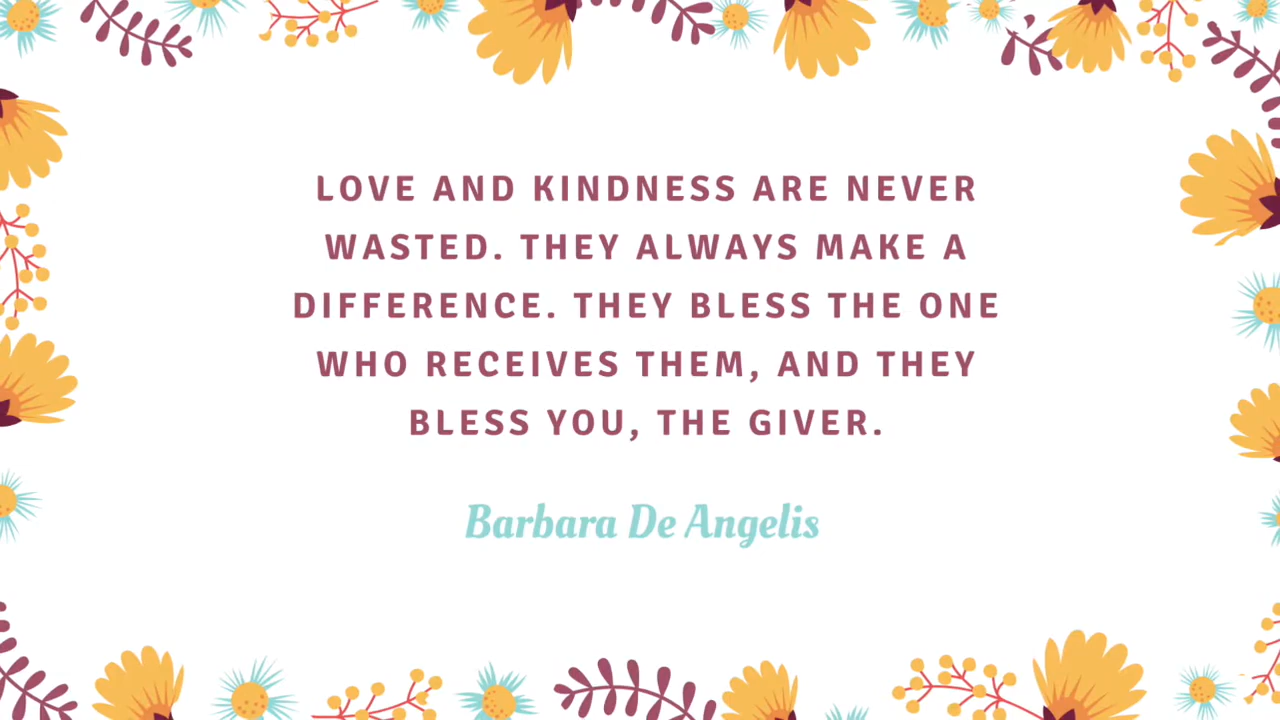 LOVE AND KINDNESS ARE NEVER
WASTED. THEY ALWAYS MAKE A
DIFFERENCE. THEY BLESS THE ONE
WHO RECEIVES THEM, AND THEY
BLESS YOU, THE GIVER.
Barbara De Angelis